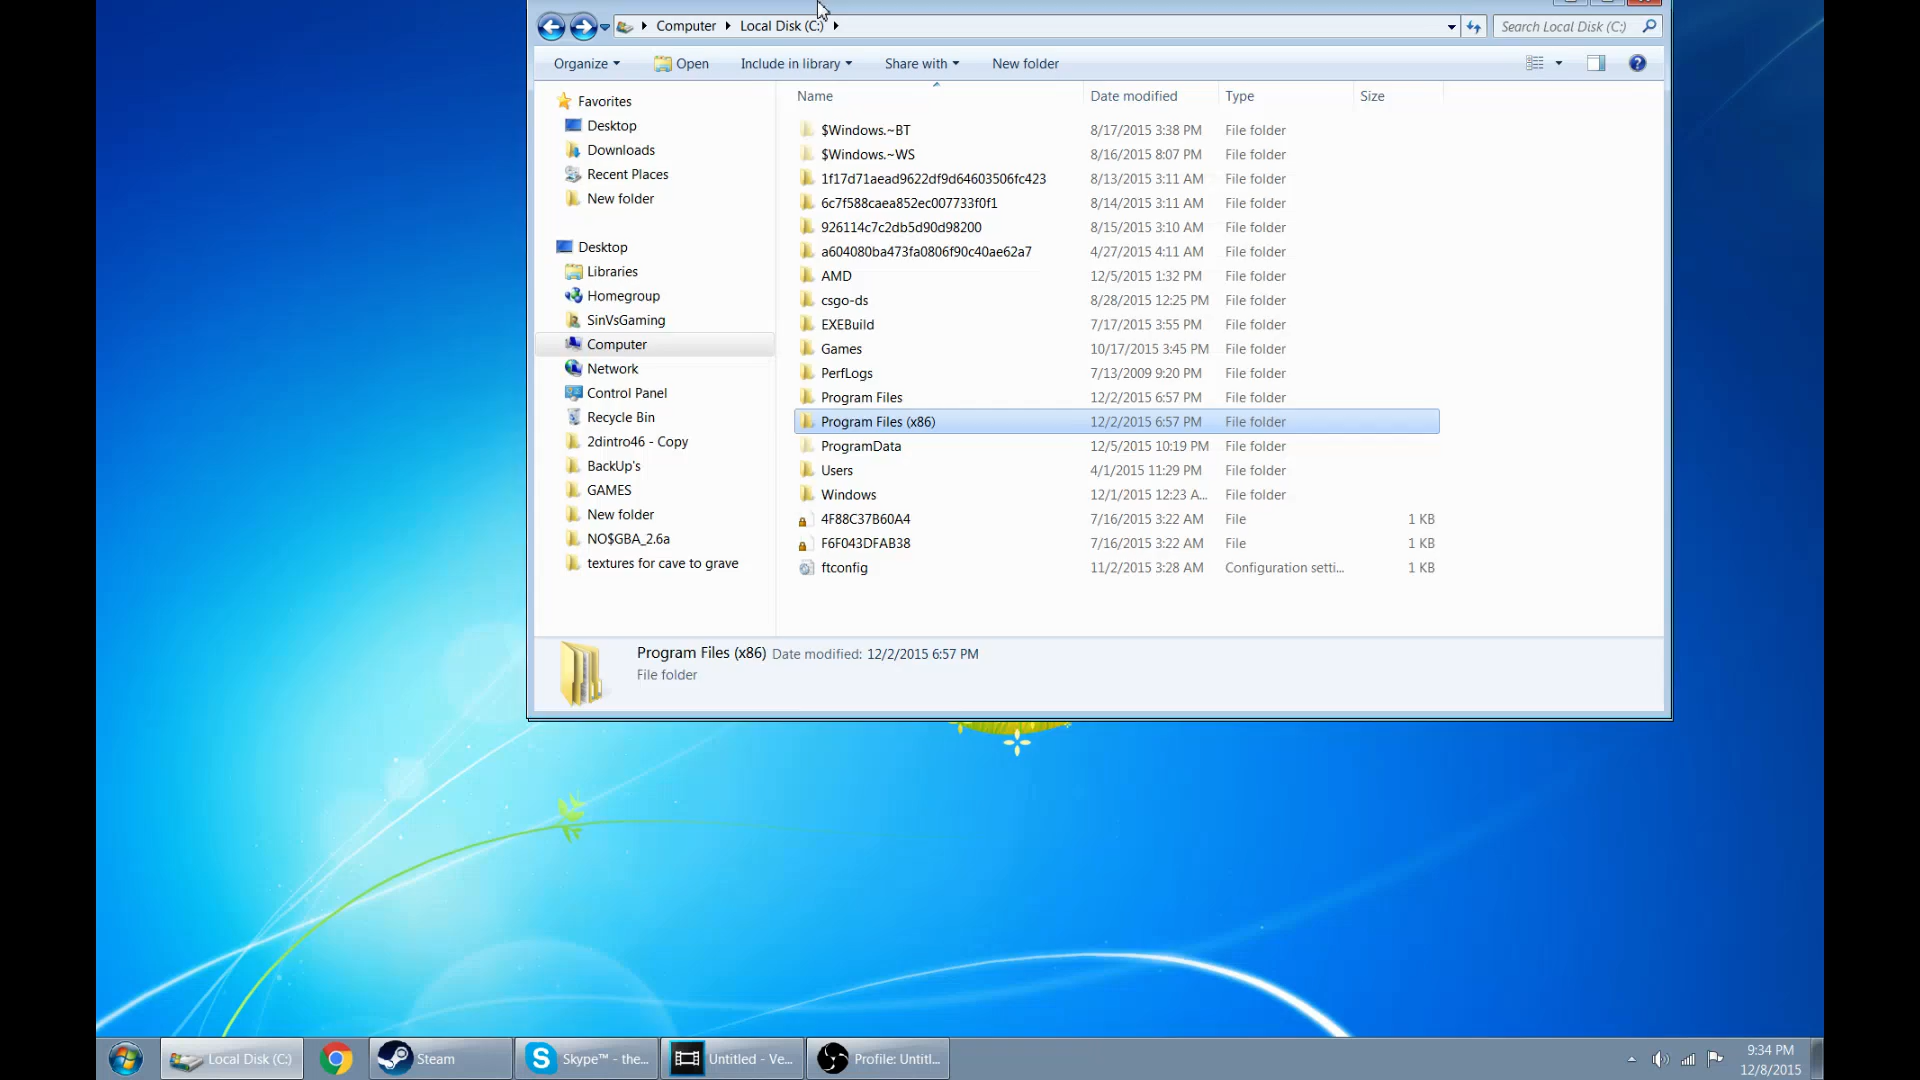 Computer Local Disk (C:)
Search Local Disk (C:)
Organize Open Include in library Share with New folder
Name Date modified Type Size
Favorites
Desktop
Downloads
Recent Places
New folder
Desktop
Libraries
Homegroup
SinVsGaming
Computer
Network
Control Panel
Recycle Bin
2dintro46 - Copy
BackUp's
GAMES
New folder
NO$GBA_2.6a
textures for cave to grave
$Windows.~BT 8/17/2015 3:38 PM File folder
$Windows.~WS 8/16/2015 8:07 PM File folder
1f17d71aead9622df9d64603506fc423 8/13/2015 3:11 AM File folder
6c7f588caea852ec007733f0f1 8/14/2015 3:11 AM File folder
926114c7c2db5d90d98200 8/15/2015 3:10 AM File folder
a604080ba473fa0806f90c40ae62a7 4/27/2015 4:11 AM File folder
AMD 12/5/2015 1:32 PM File folder
csgo-ds 8/28/2015 12:25 PM File folder
EXEBuild 7/17/2015 3:55 PM File folder
Games 10/17/2015 3:45 PM File folder
PerfLogs 7/13/2009 9:20 PM File folder
Program Files 12/2/2015 6:57 PM File folder
Program Files (x86) 12/2/2015 6:57 PM File folder
ProgramData 12/5/2015 10:19 PM File folder
Users 4/1/2015 11:29 PM File folder
Windows 12/1/2015 12:23 A... File folder
4F88C37B60A4 7/16/2015 3:22 AM File 1 KB
F6F043DFAB38 7/16/2015 3:22 AM File 1 KB
ftconfig 11/2/2015 3:28 AM Configuration setti... 1 KB
Program Files (x86) Date modified: 12/2/2015 6:57 PM
File folder
Local Disk (C:) Steam Skype™ - the... Untitled - Ve... Profile: Untitl...
9:34 PM
12/8/2015